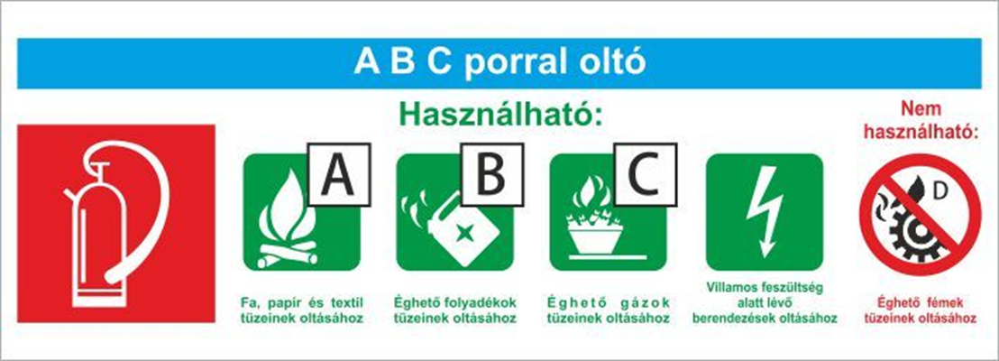 A B C porral oltó
Használható:
Nem
használható:
A
B
C
D
Fa, papír és textil
tüzeinek oltásához
Éghető folyadékok
tüzeinek oltásához
Éghető gázok
tüzeinek oltásához
Villamos feszültség
alatt lévő
berendezések oltásához
Éghető fémek
tüzeinek oltásához